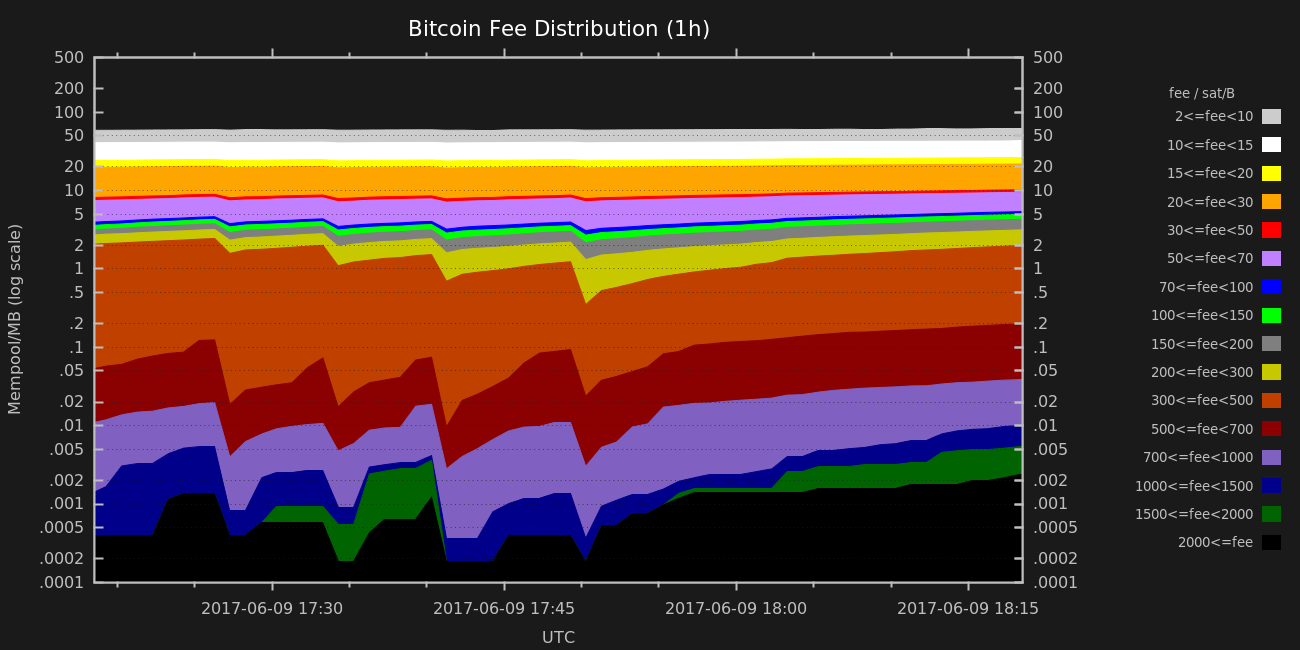 Bitcoin Fee Distribution (1h)
500
200
100
50
20
10
5
2
1
.5
.2
.1
.05
.02
.01
.005
.002
.001
.0005
.0002
.0001
Mempool/MB (log scale)
500
200
100
50
20
10
5
2
1
.5
.2
.1
.05
.02
.01
.005
.002
.001
.0005
.0002
.0001
2017-06-09 17:30
2017-06-09 17:45
2017-06-09 18:00
2017-06-09 18:15
UTC
fee / sat/B
2<=fee<10
10<=fee<15
15<=fee<20
20<=fee<30
30<=fee<50
50<=fee<70
70<=fee<100
100<=fee<150
150<=fee<200
200<=fee<300
300<=fee<500
500<=fee<700
700<=fee<1000
1000<=fee<1500
1500<=fee<2000
2000<=fee